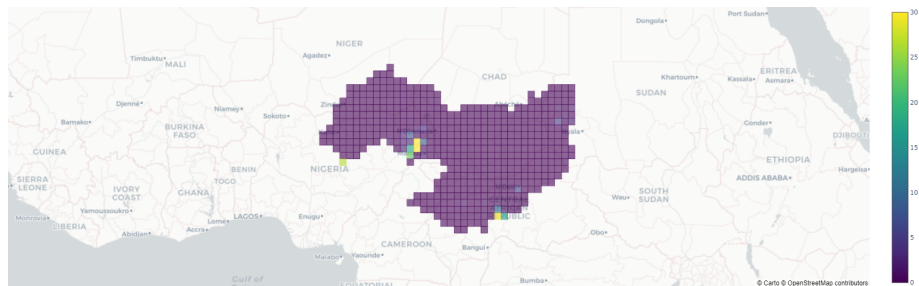 Port Sudan
Dongola
NIGER
Timbuktu
MALI
Agadez
CHAD
Khartoum
Kassala
ERITREA
Asmara
SUDAN
Djenné
Niamey
Sokoto
Bamako
BURKINA
FASO
Gonder
DJIBOUTI
GUINEA
BENIN
NIGERIA
ETHIOPIA
Hargeisa
TOGO
SIERRA
LEONE
IVORY
COAST
GHANA
ADDIS ABABA
SOUTH
SUDAN
Wau
Yamoussoukro
Monrovia
LIBERIA
LAGOS
Lomé
Enugu
Accra
Abidjan
Obo
CAMEROON
Bangui
Malabo
Yaounde
Bumba
Gulf of
© Carto © OpenStreetMap contributors
30
25
20
15
10
5
0